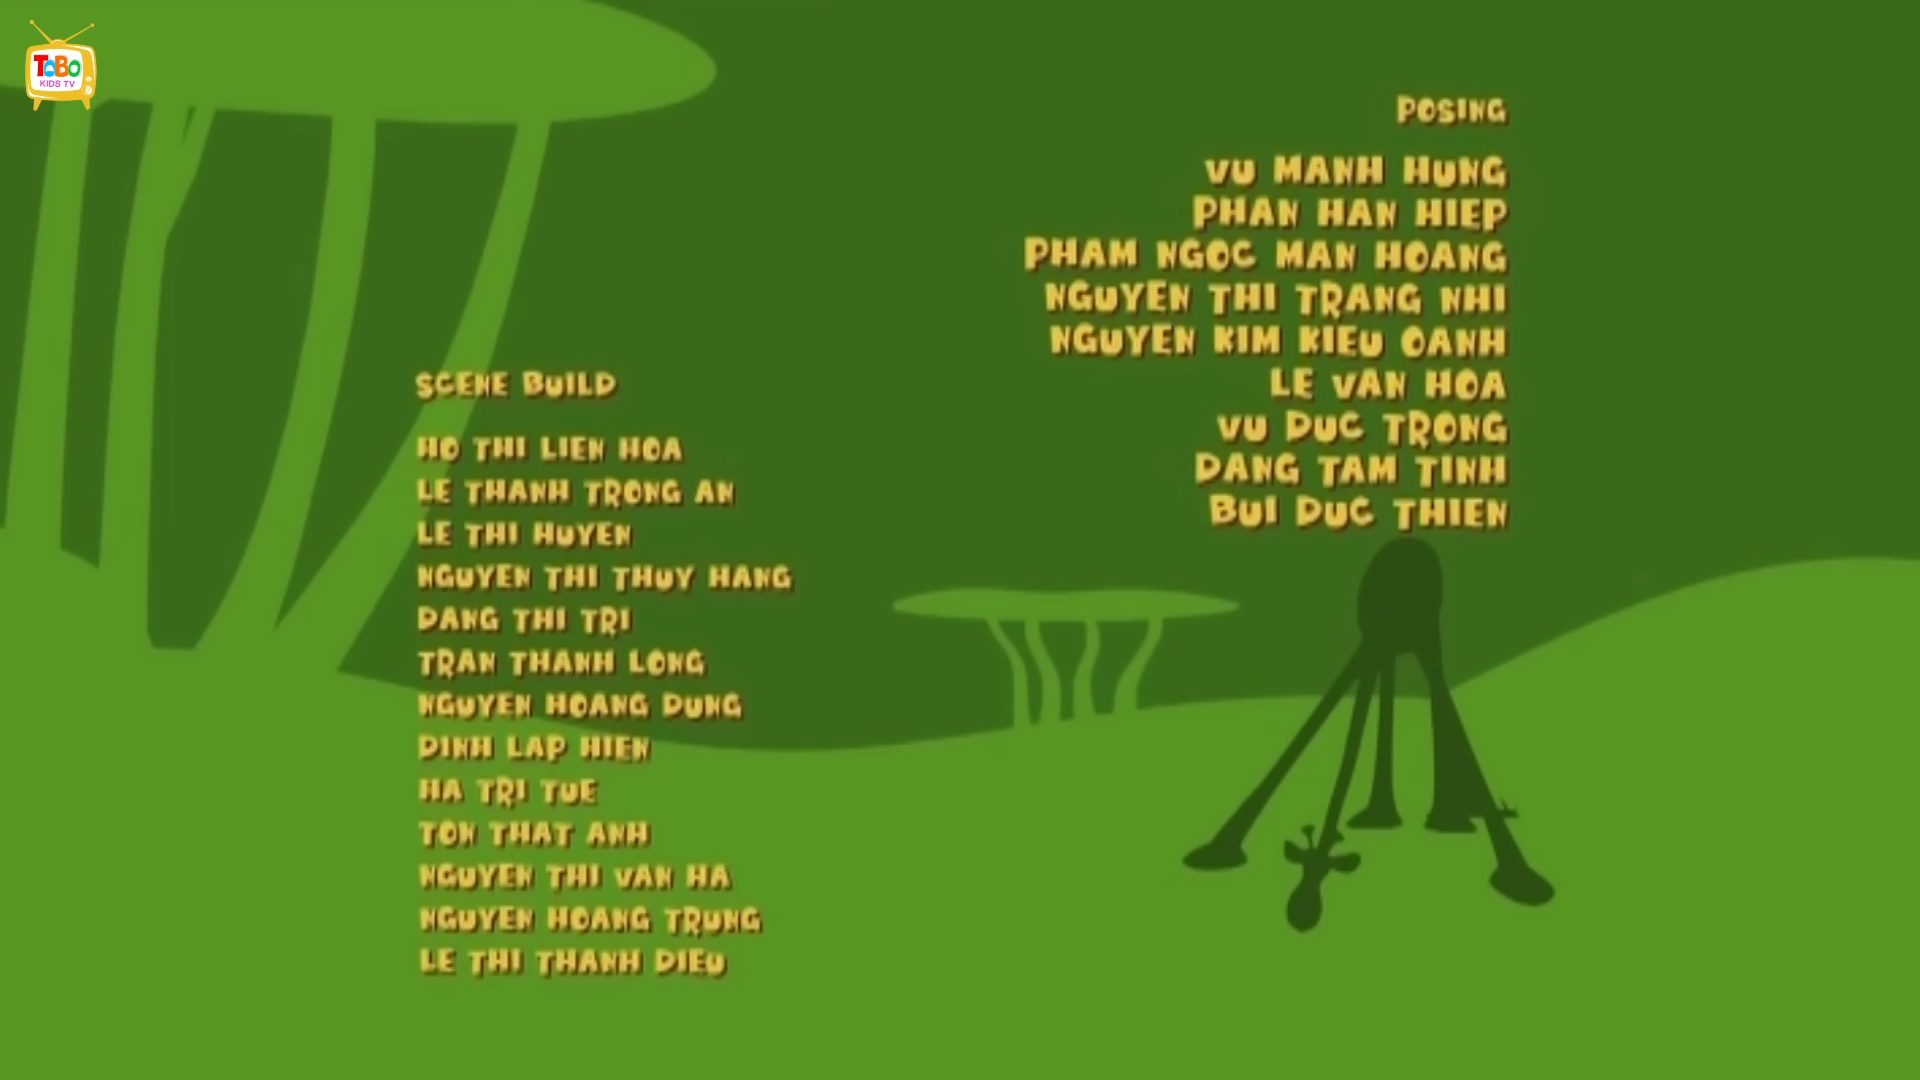 ToBo
KIDS TV
POSING
VU MANH HUNG
PHAN HAN HIEP
PHAM NGOC MAN HOANG
NGUYEN THI TRANG NHI
NGUYEN KIM KIEU OANH
LE VAN HOA
VU DUC TRONG
DANG TAM TINH
BUI DUC THIEN
SCENE BUILD
HO THI LIEN HOA
LE THANH TRONG AN
LE THI HUYEN
NGUYEN THI THUY HANG
DANG THI TRI
TRAN THANH LONG
NGUYEN HOANG DUNG
DINH LAP HIEN
HA TRI TUE
TON THAT ANH
NGUYEN THI VAN HA
NGUYEN HOANG TRUNG
LE THI THANH DIEU